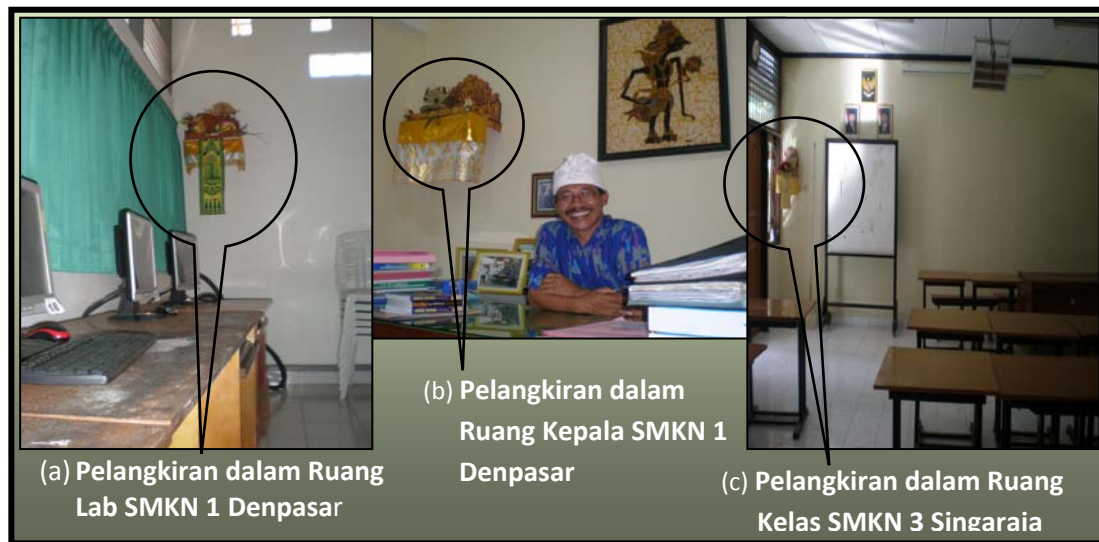 18
(a) Pelangkiran dalam Ruang
Lab SMKN 1 Denpasar
(b) Pelangkiran dalam
Ruang Kepala SMKN 1
Denpasar
(c) Pelangkiran dalam Ruang
Kelas SMKN 3 Singaraja